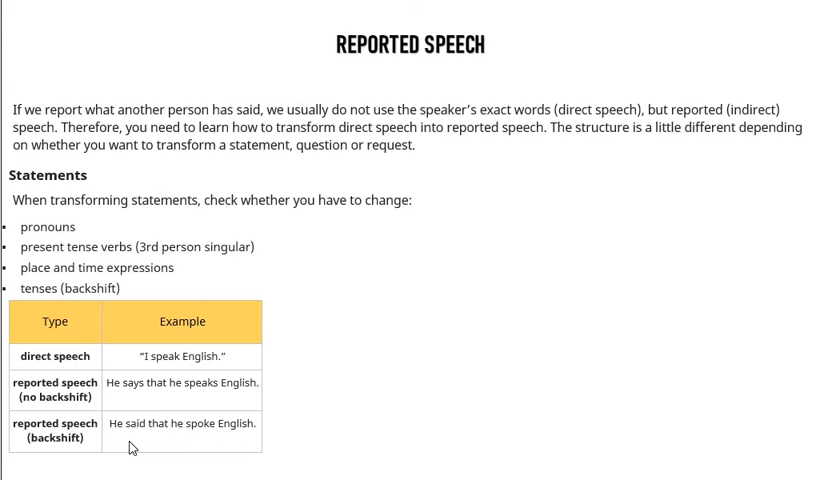 REPORTED SPEECH
If we report what another person has said, we usually do not use the speaker’s exact words (direct speech), but reported (indirect)
speech. Therefore, you need to learn how to transform direct speech into reported speech. The structure is a little different depending
on whether you want to transform a statement, question or request.
Statements
When transforming statements, check whether you have to change:
▪ pronouns
▪ present tense verbs (3rd person singular)
▪ place and time expressions
▪ tenses (backshift)
Type Example
direct speech “I speak English.”
reported speech He says that he speaks English.
(no backshift)
reported speech He said that he spoke English.
(backshift)